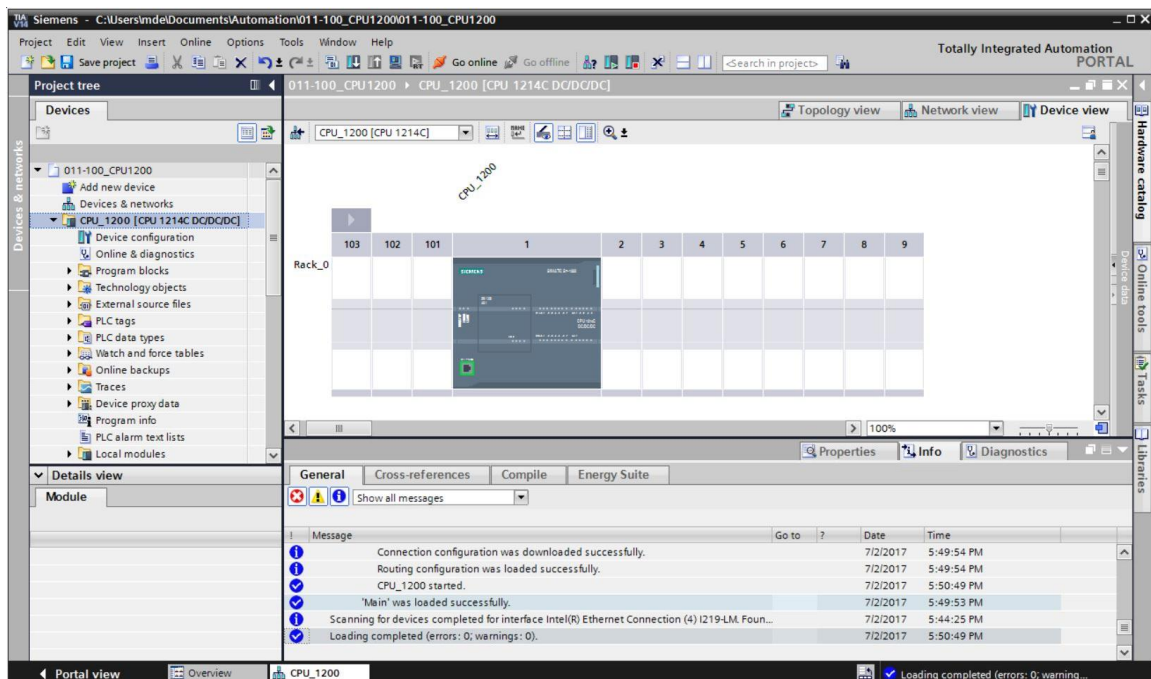 TIA V14 Siemens - C:\Users\mde\Documents\Automation\011-100_CPU1200\011-100_CPU1200
Project Edit View Insert Online Options Tools Window Help
Save project Go online Go offline <Search in project>
Totally Integrated Automation
PORTAL
Project tree
011-100_CPU1200 CPU_1200 [CPU 1214C DC/DC/DC]
Devices
Topology view Network view Device view
CPU_1200 [CPU 1214C]
Devices & networks
011-100_CPU1200
Add new device
Devices & networks
CPU_1200 [CPU 1214C DC/DC/DC]
Device configuration
Online & diagnostics
Program blocks
Technology objects
External source files
PLC tags
PLC data types
Watch and force tables
Online backups
Traces
Device proxy data
Program info
PLC alarm text lists
Local modules
CPU_1200
103 102 101 1 2 3 4 5 6 7 8 9
Rack_0
SIEMENS
Device data
100%
Hardware catalog
Online tools
Tasks
Libraries
Details view
Module
Properties Info Diagnostics
General Cross-references Compile Energy Suite
Show all messages
! Message Go to ? Date Time
Connection configuration was downloaded successfully. 7/2/2017 5:49:54 PM
Routing configuration was loaded successfully. 7/2/2017 5:49:54 PM
CPU_1200 started. 7/2/2017 5:50:49 PM
'Main' was loaded successfully. 7/2/2017 5:49:53 PM
Scanning for devices completed for interface Intel(R) Ethernet Connection (4) I219-LM. Foun... 7/2/2017 5:44:25 PM
Loading completed (errors: 0; warnings: 0). 7/2/2017 5:50:49 PM
Portal view Overview CPU_1200 Loading completed (errors: 0; warning...